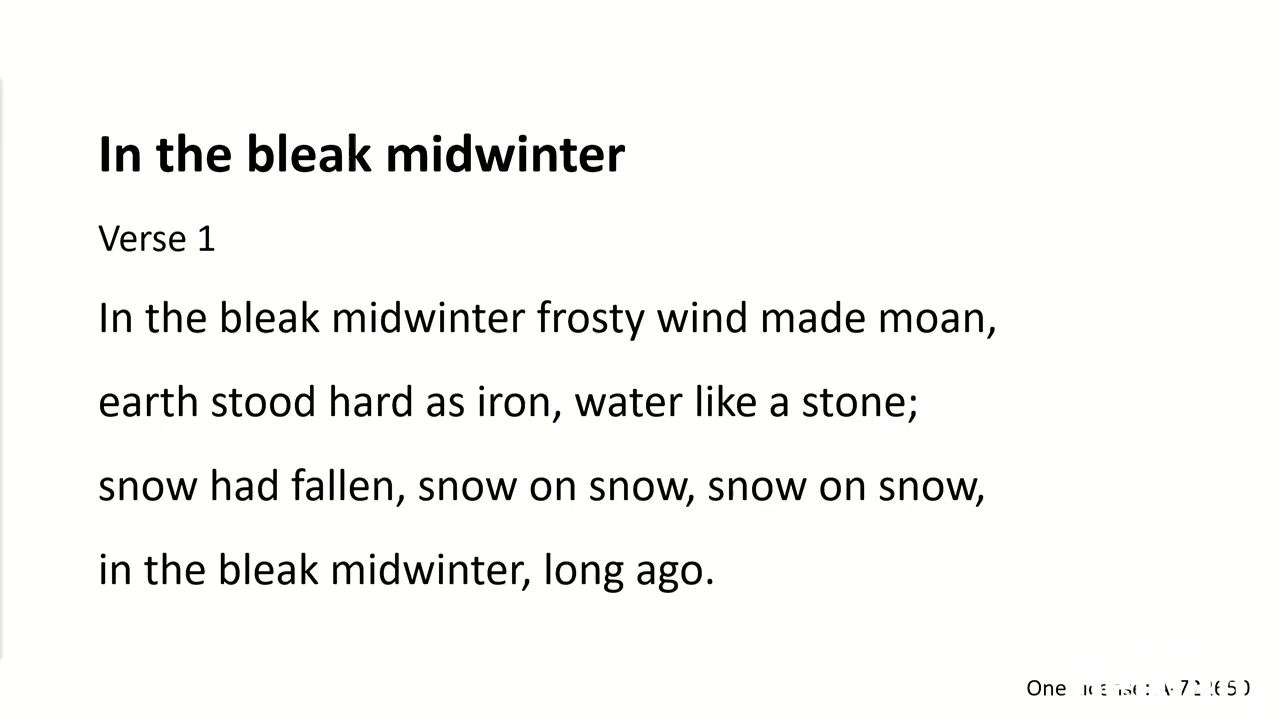 In the bleak midwinter
Verse 1
In the bleak midwinter frosty wind made moan,
earth stood hard as iron, water like a stone;
snow had fallen, snow on snow, snow on snow,
in the bleak midwinter, long ago.
One